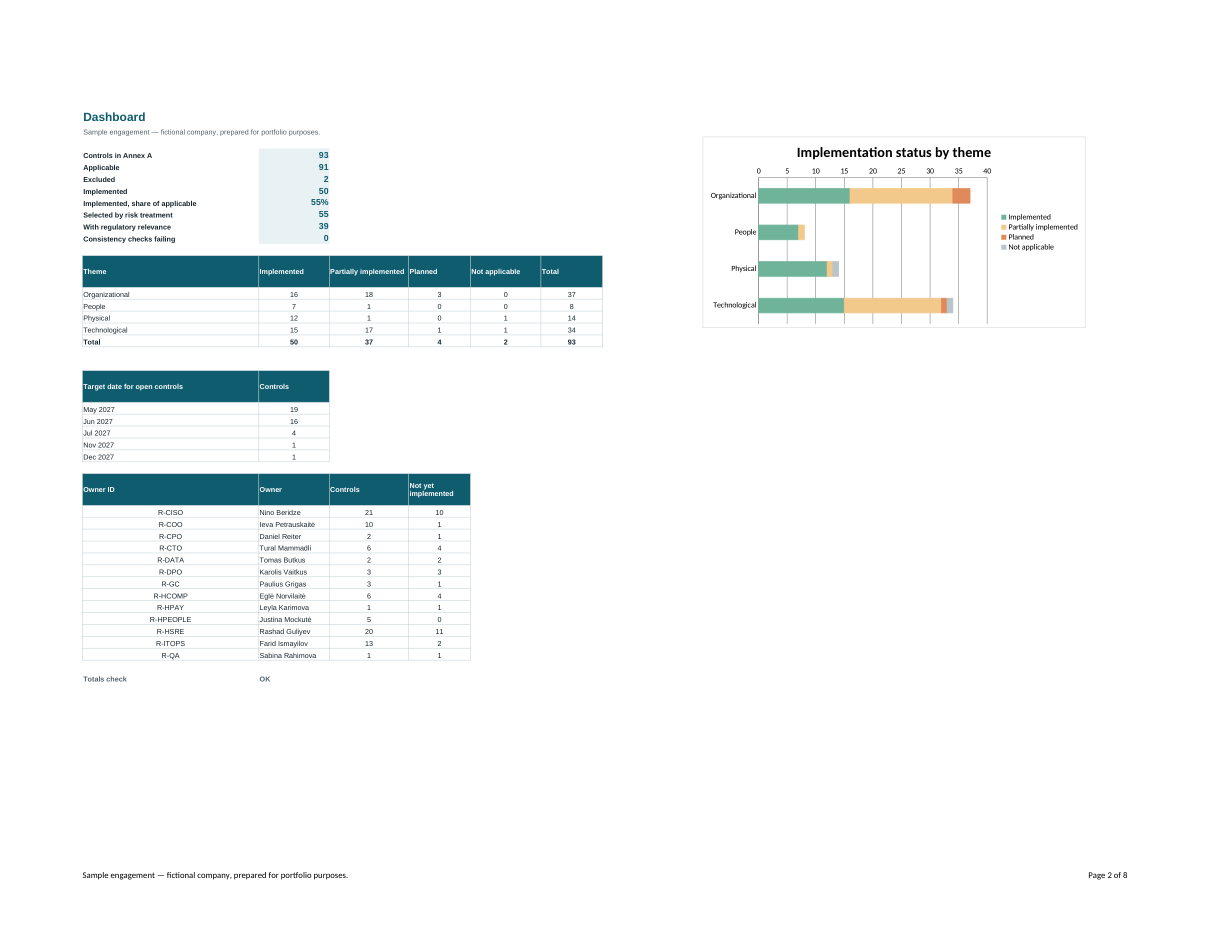 Dashboard
Sample engagement — fictional company, prepared for portfolio purposes.
Controls in Annex A 93
Applicable 91
Excluded 2
Implemented 50
Implemented, share of applicable 55%
Selected by risk treatment 55
With regulatory relevance 39
Consistency checks failing 0
Theme Implemented Partially implemented Planned Not applicable Total
Organizational 16 18 3 0 37
People 7 1 0 0 8
Physical 12 1 0 1 14
Technological 15 17 1 1 34
Total 50 37 4 2 93
Target date for open controls Controls
May 2027 19
Jun 2027 16
Jul 2027 4
Nov 2027 1
Dec 2027 1
Owner ID Owner Controls Not yet implemented
R-CISO Nino Beridze 21 10
R-COO Ieva Petrauskaitė 10 1
R-CPO Daniel Reiter 2 1
R-CTO Tural Mammadli 6 4
R-DATA Tomas Butkus 2 2
R-DPO Karolis Vaitkus 3 3
R-GC Paulius Grigas 3 1
R-HCOMP Eglė Norvilaitė 6 4
R-HPAY Leyla Karimova 1 1
R-HPEOPLE Justina Mockutė 5 0
R-HSRE Rashad Guliyev 20 11
R-ITOPS Farid Ismayilov 13 2
R-QA Sabina Rahimova 1 1
Totals check OK
Implementation status by theme
0 5 10 15 20 25 30 35 40
Organizational
People
Physical
Technological
Implemented
Partially implemented
Planned
Not applicable
Sample engagement — fictional company, prepared for portfolio purposes.
Page 2 of 8